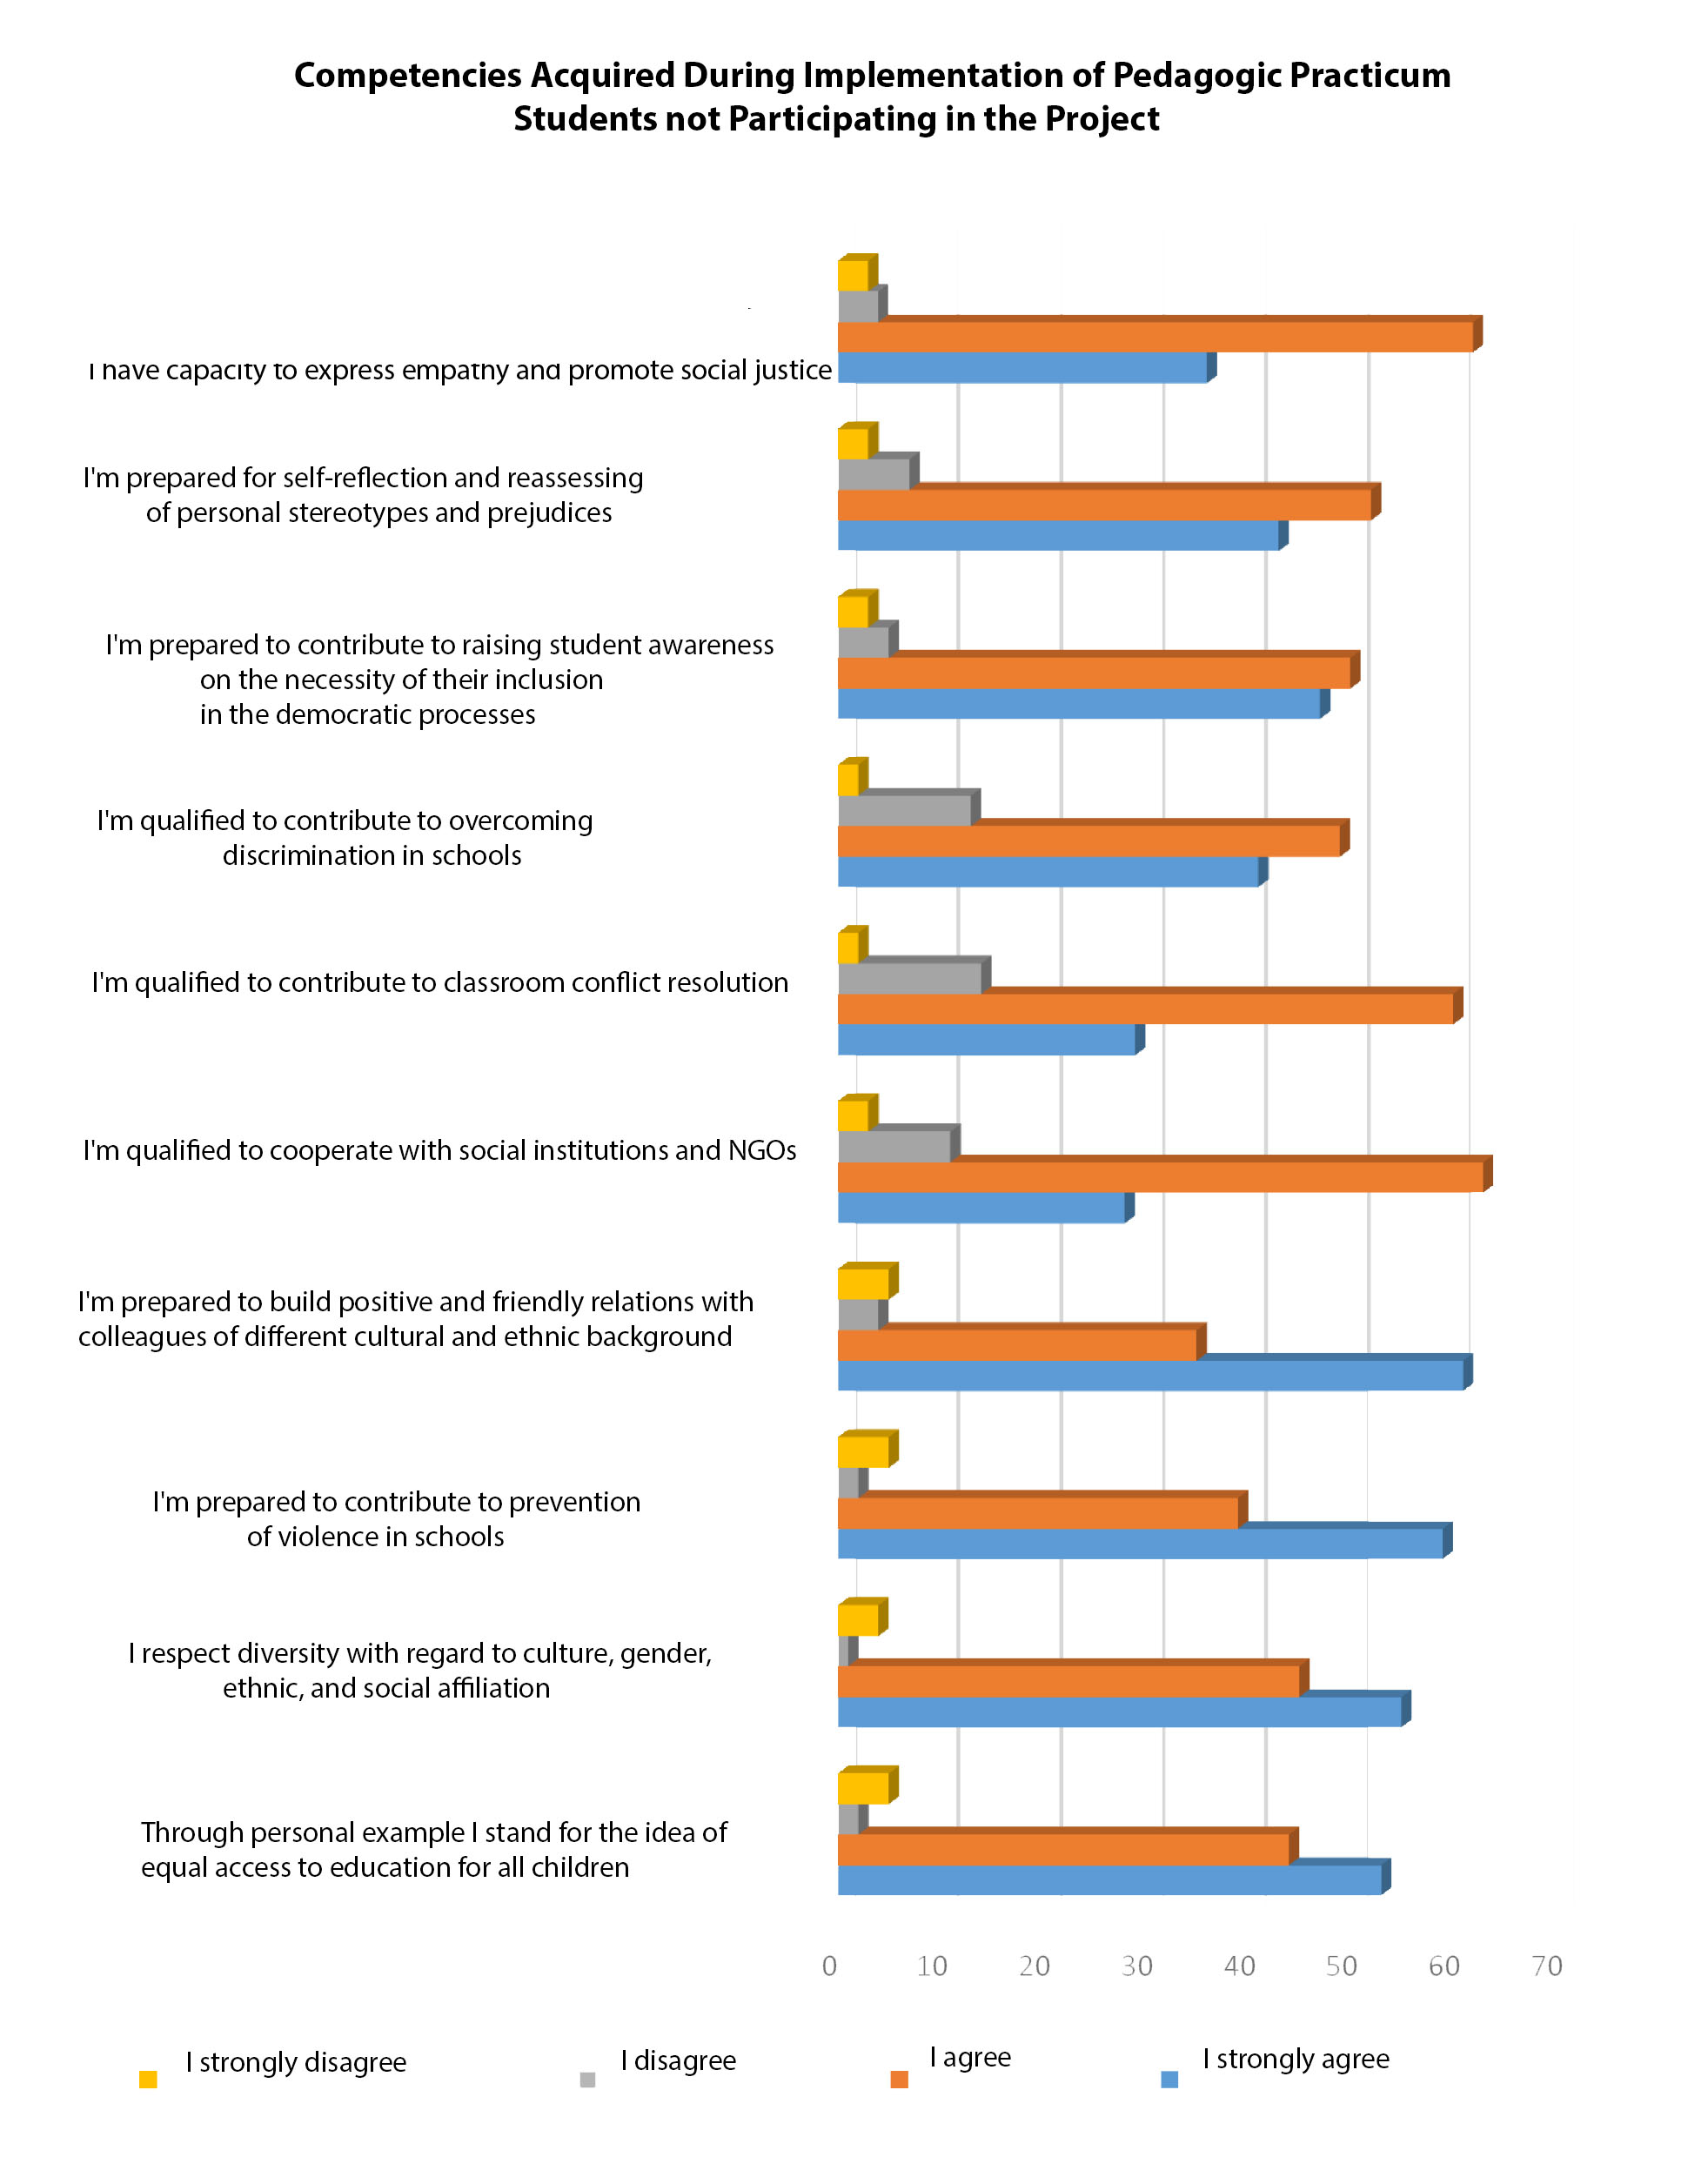 Competencies Acquired During Implementation of Pedagogic Practicum
Students not Participating in the Project
I have capacity to express empathy and promote social justice
I'm prepared for self-reflection and reassessing
of personal stereotypes and prejudices
I'm prepared to contribute to raising student awareness
on the necessity of their inclusion
in the democratic processes
I'm qualified to contribute to overcoming
discrimination in schools
I'm qualified to contribute to classroom conflict resolution
I'm qualified to cooperate with social institutions and NGOs
I'm prepared to build positive and friendly relations with
colleagues of different cultural and ethnic background
I'm prepared to contribute to prevention
of violence in schools
I respect diversity with regard to culture, gender,
ethnic, and social affiliation
Through personal example I stand for the idea of
equal access to education for all children
0 10 20 30 40 50 60 70
I strongly disagree I disagree I agree I strongly agree